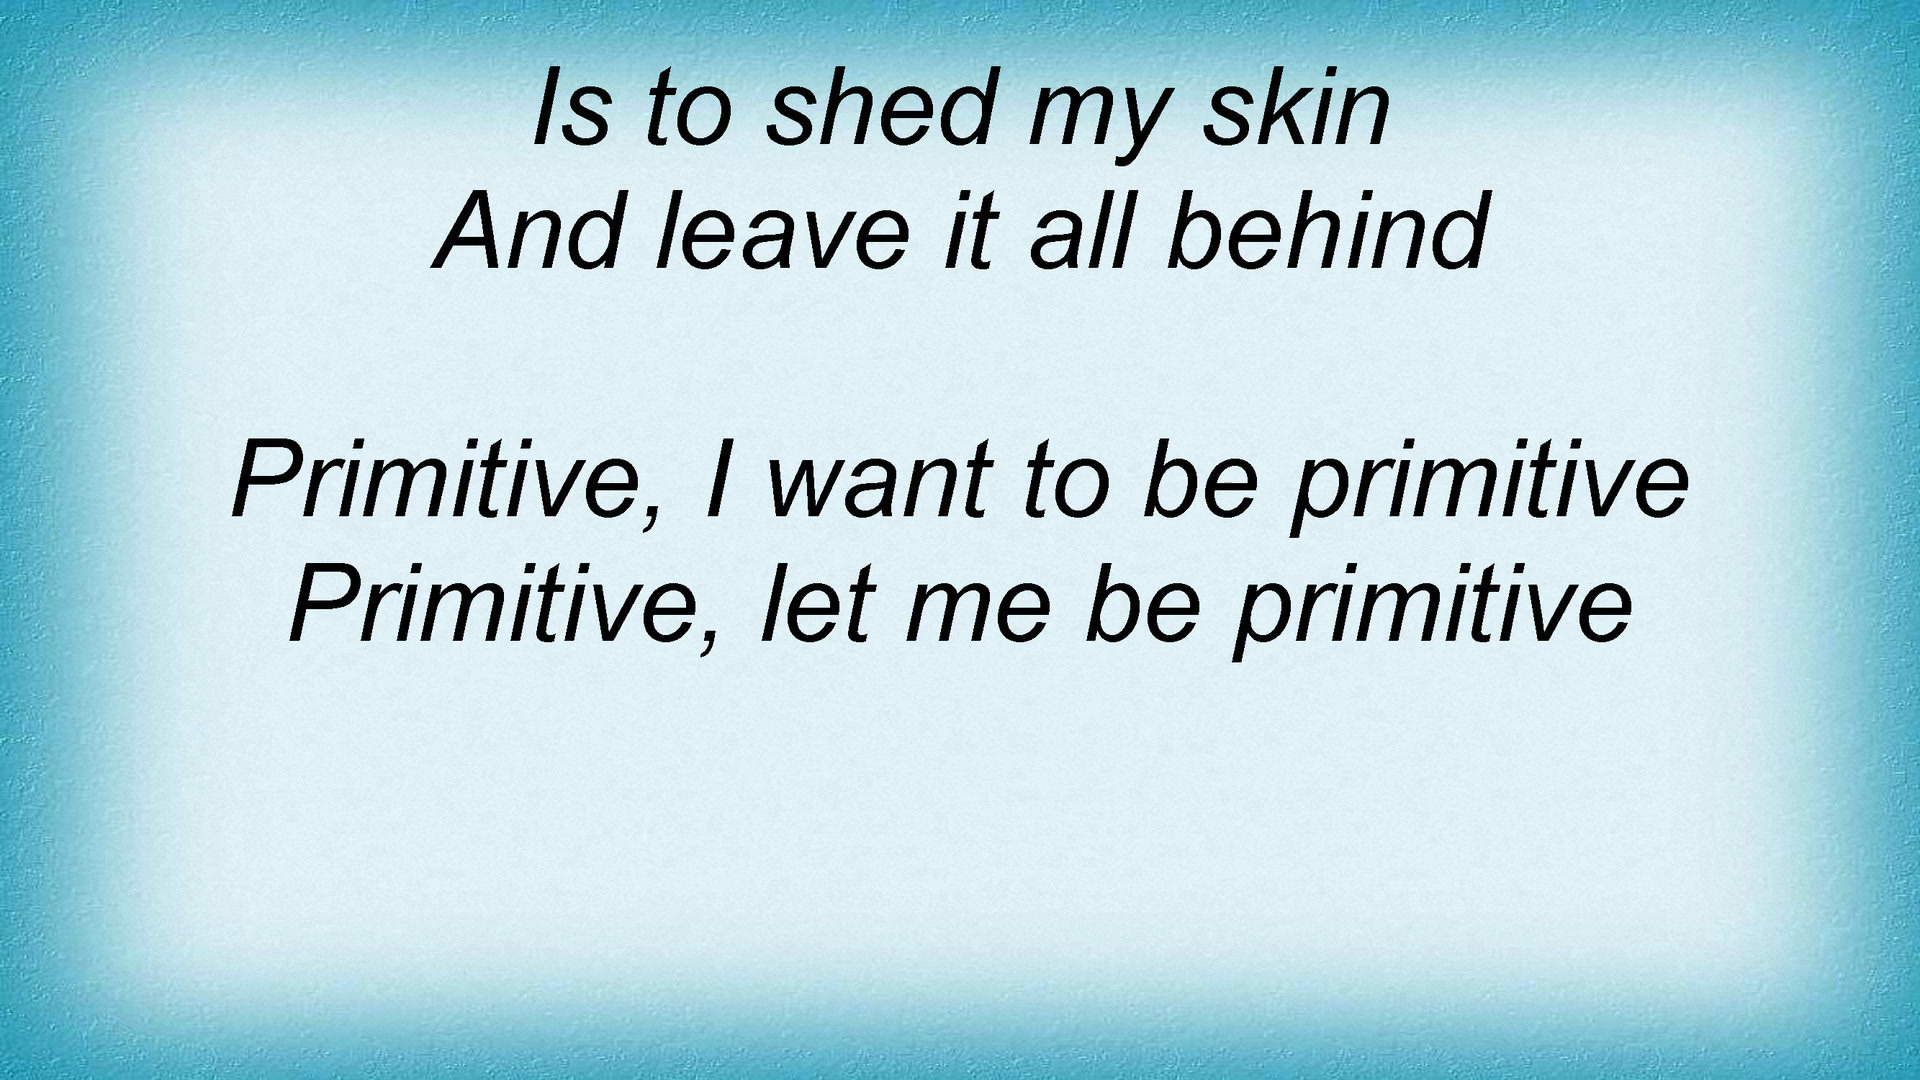 Is to shed my skin
And leave it all behind
Primitive, I want to be primitive
Primitive, let me be primitive